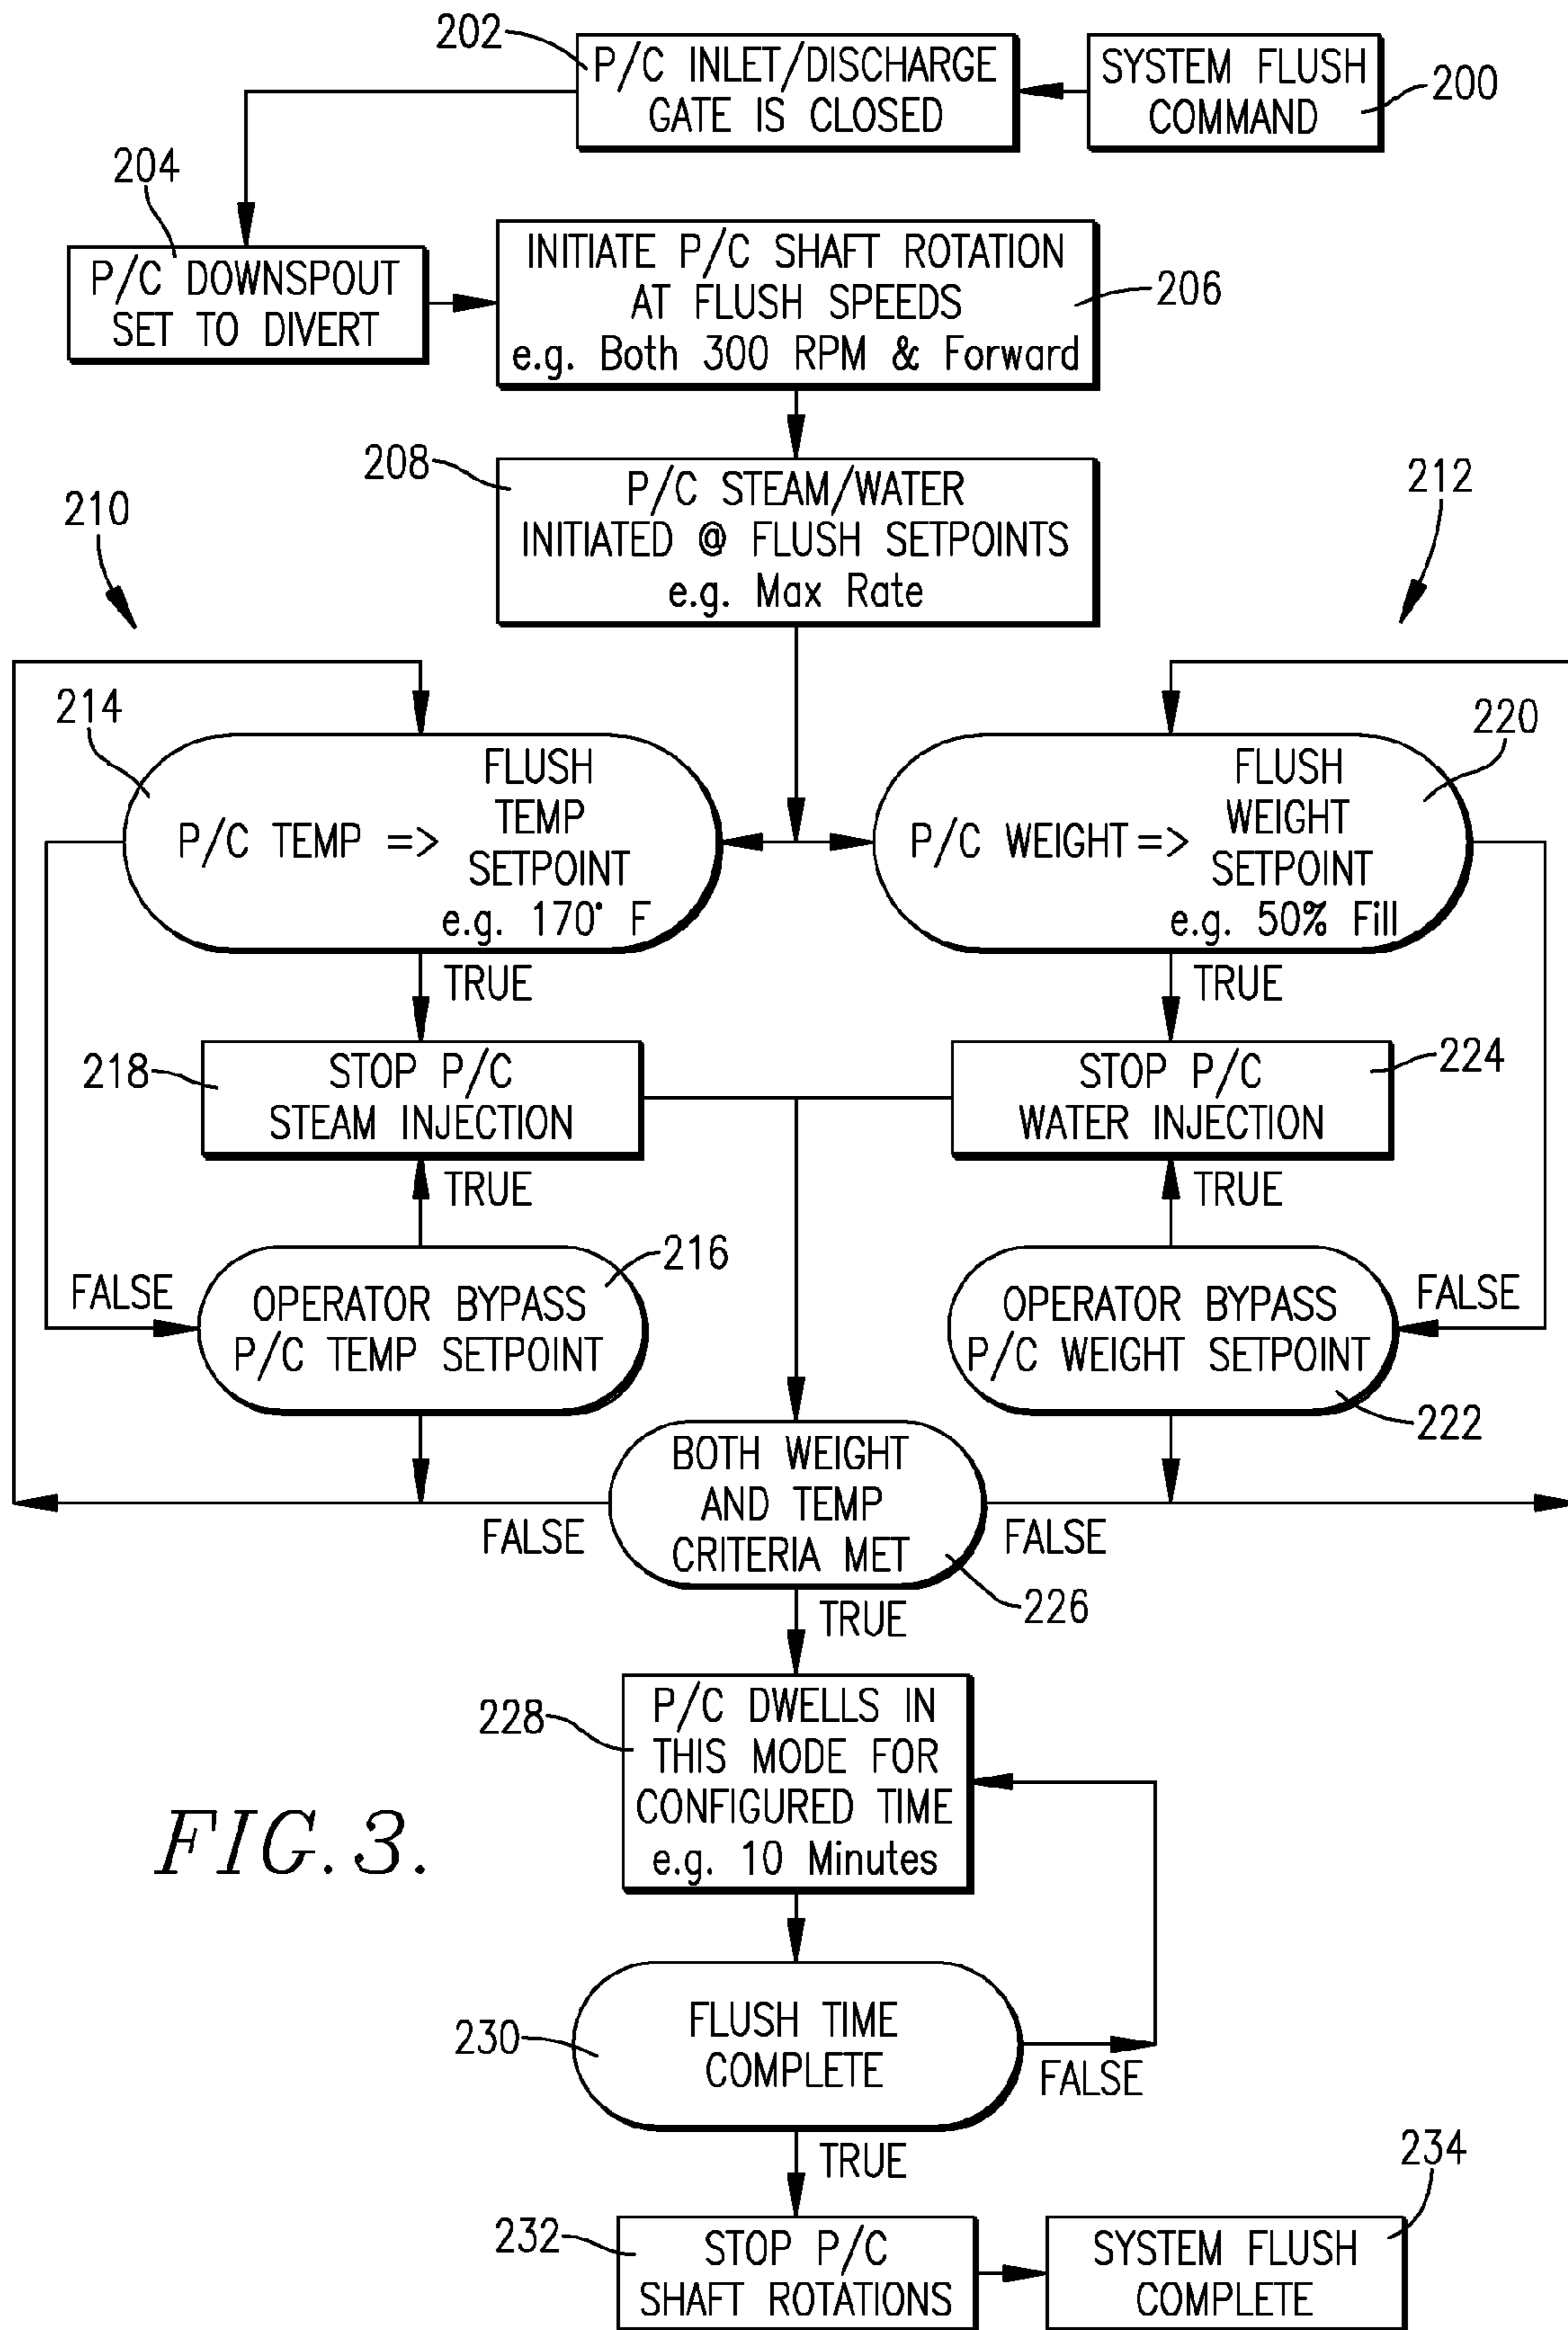 202
P/C INLET/DISCHARGE
GATE IS CLOSED
SYSTEM FLUSH
COMMAND
200
204
P/C DOWNSPOUT
SET TO DIVERT
INITIATE P/C SHAFT ROTATION
AT FLUSH SPEEDS
e.g. Both 300 RPM & Forward
206
208
P/C STEAM/WATER
INITIATED @ FLUSH SETPOINTS
e.g. Max Rate
210
212
214
P/C TEMP =>
FLUSH
TEMP
SETPOINT
e.g. 170° F
220
P/C WEIGHT =>
FLUSH
WEIGHT
SETPOINT
e.g. 50% Fill
TRUE
TRUE
218
STOP P/C
STEAM INJECTION
STOP P/C
WATER INJECTION
224
TRUE
TRUE
FALSE
216
OPERATOR BYPASS
P/C TEMP SETPOINT
OPERATOR BYPASS
P/C WEIGHT SETPOINT
FALSE
222
BOTH WEIGHT
AND TEMP
CRITERIA MET
FALSE
FALSE
226
TRUE
228
P/C DWELLS IN
THIS MODE FOR
CONFIGURED TIME
e.g. 10 Minutes
FIG. 3.
230
FLUSH TIME
COMPLETE
FALSE
TRUE
232
STOP P/C
SHAFT ROTATIONS
SYSTEM FLUSH
COMPLETE
234